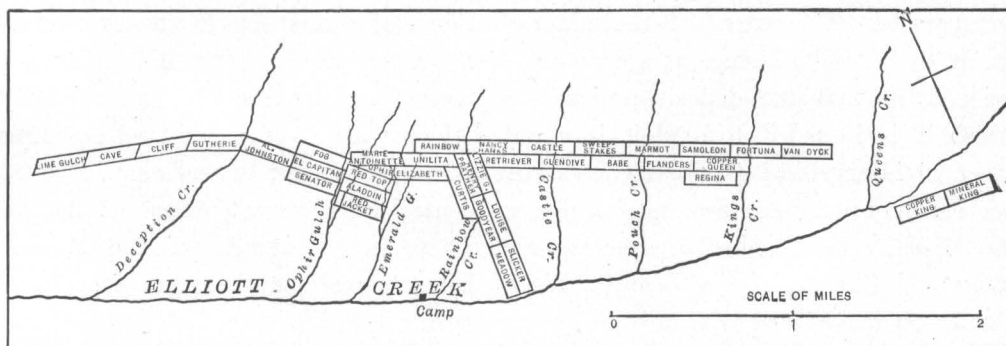 N.
LIME GULCH
CAVE
CLIFF
GUTHERIE
AL. JOHNSTON
FOG
EL CAPITAN
SENATOR
OPHIR
RED TOP
ALADDIN
RED JACKET
MARIE ANTOINETTE
UNILITA
ELIZABETH
RAINBOW
NANCY HANKS
CASTLE
SWEEP-STAKES
MARMOT
SAMOLEON
FORTUNA
VAN DYCK
RETRIEVER
GLENDIVE
BABE
FLANDERS
COPPER QUEEN
REGINA
CURTIS
LIZZIE G.
LOUISE
GOODYEAR
SLICKER
MEADOW
COPPER KING
MINERAL KING
Deception Cr.
Ophir Gulch
Emerald G.
Rainbow Cr.
Castle Cr.
Pouch Cr.
Kings Cr.
Queens Cr.
ELLIOTT CREEK
Camp
SCALE OF MILES
0 1 2